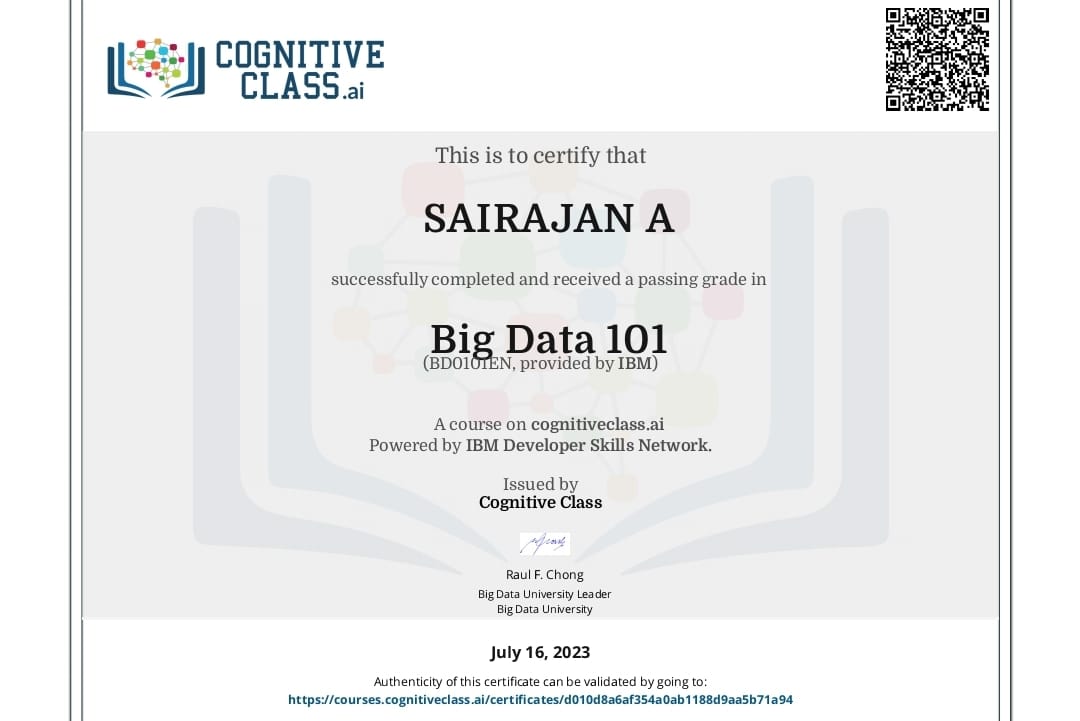 COGNITIVE
CLASS.ai
This is to certify that
SAIRAJAN A
successfully completed and received a passing grade in
Big Data 101
(BD0101EN, provided by IBM)
A course on cognitiveclass.ai
Powered by IBM Developer Skills Network.
Issued by
Cognitive Class
Raul F. Chong
Big Data University Leader
Big Data University
July 16, 2023
Authenticity of this certificate can be validated by going to:
https://courses.cognitiveclass.ai/certificates/d010d8a6af354a0ab1188d9aa5b71a94